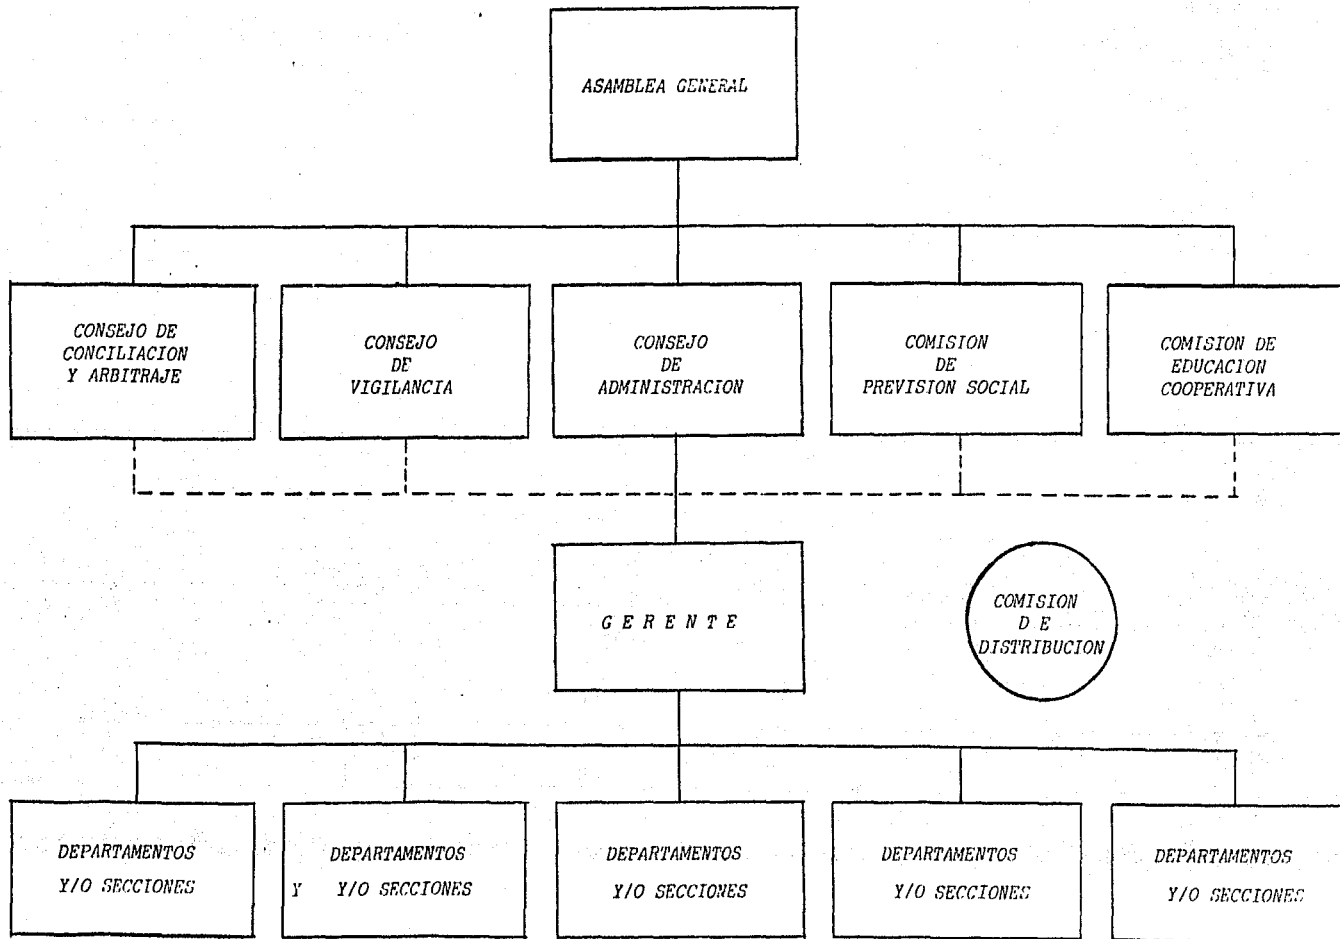 ASAMBLEA GENERAL
CONSEJO DE
CONCILIACION
Y ARBITRAJE
CONSEJO
DE
VIGILANCIA
CONSEJO
DE
ADMINISTRACION
COMISION
DE
PREVISION SOCIAL
COMISION DE
EDUCACION
COOPERATIVA
G E R E N T E
COMISION
D E
DISTRIBUCION
DEPARTAMENTOS
Y/O SECCIONES
DEPARTAMENTOS
Y Y/O SECCIONES
DEPARTAMENTOS
Y/O SECCIONES
DEPARTAMENTOS
Y/O SECCIONES
DEPARTAMENTOS
Y/O SECCIONES